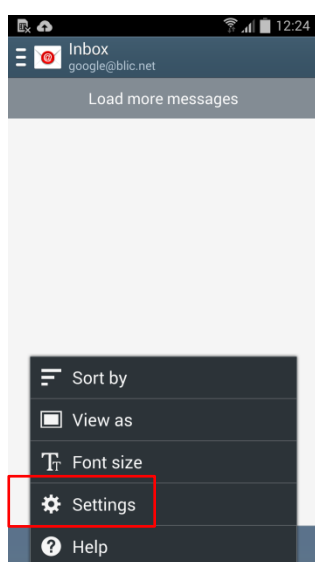 12:24
Inbox
google@blic.net
Load more messages
Sort by
View as
Font size
Settings
Help